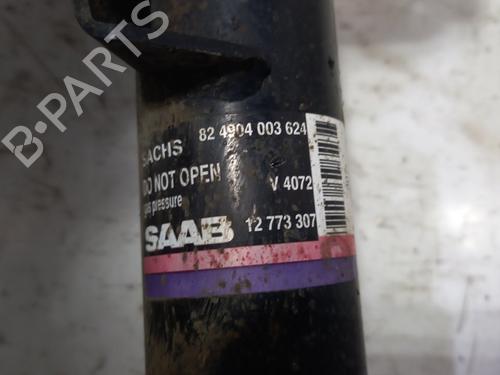 82 4904 003 624
SACHS
DO NOT OPEN
V 4072
gas pressure
SAAB
12 773 307
B-PARTS